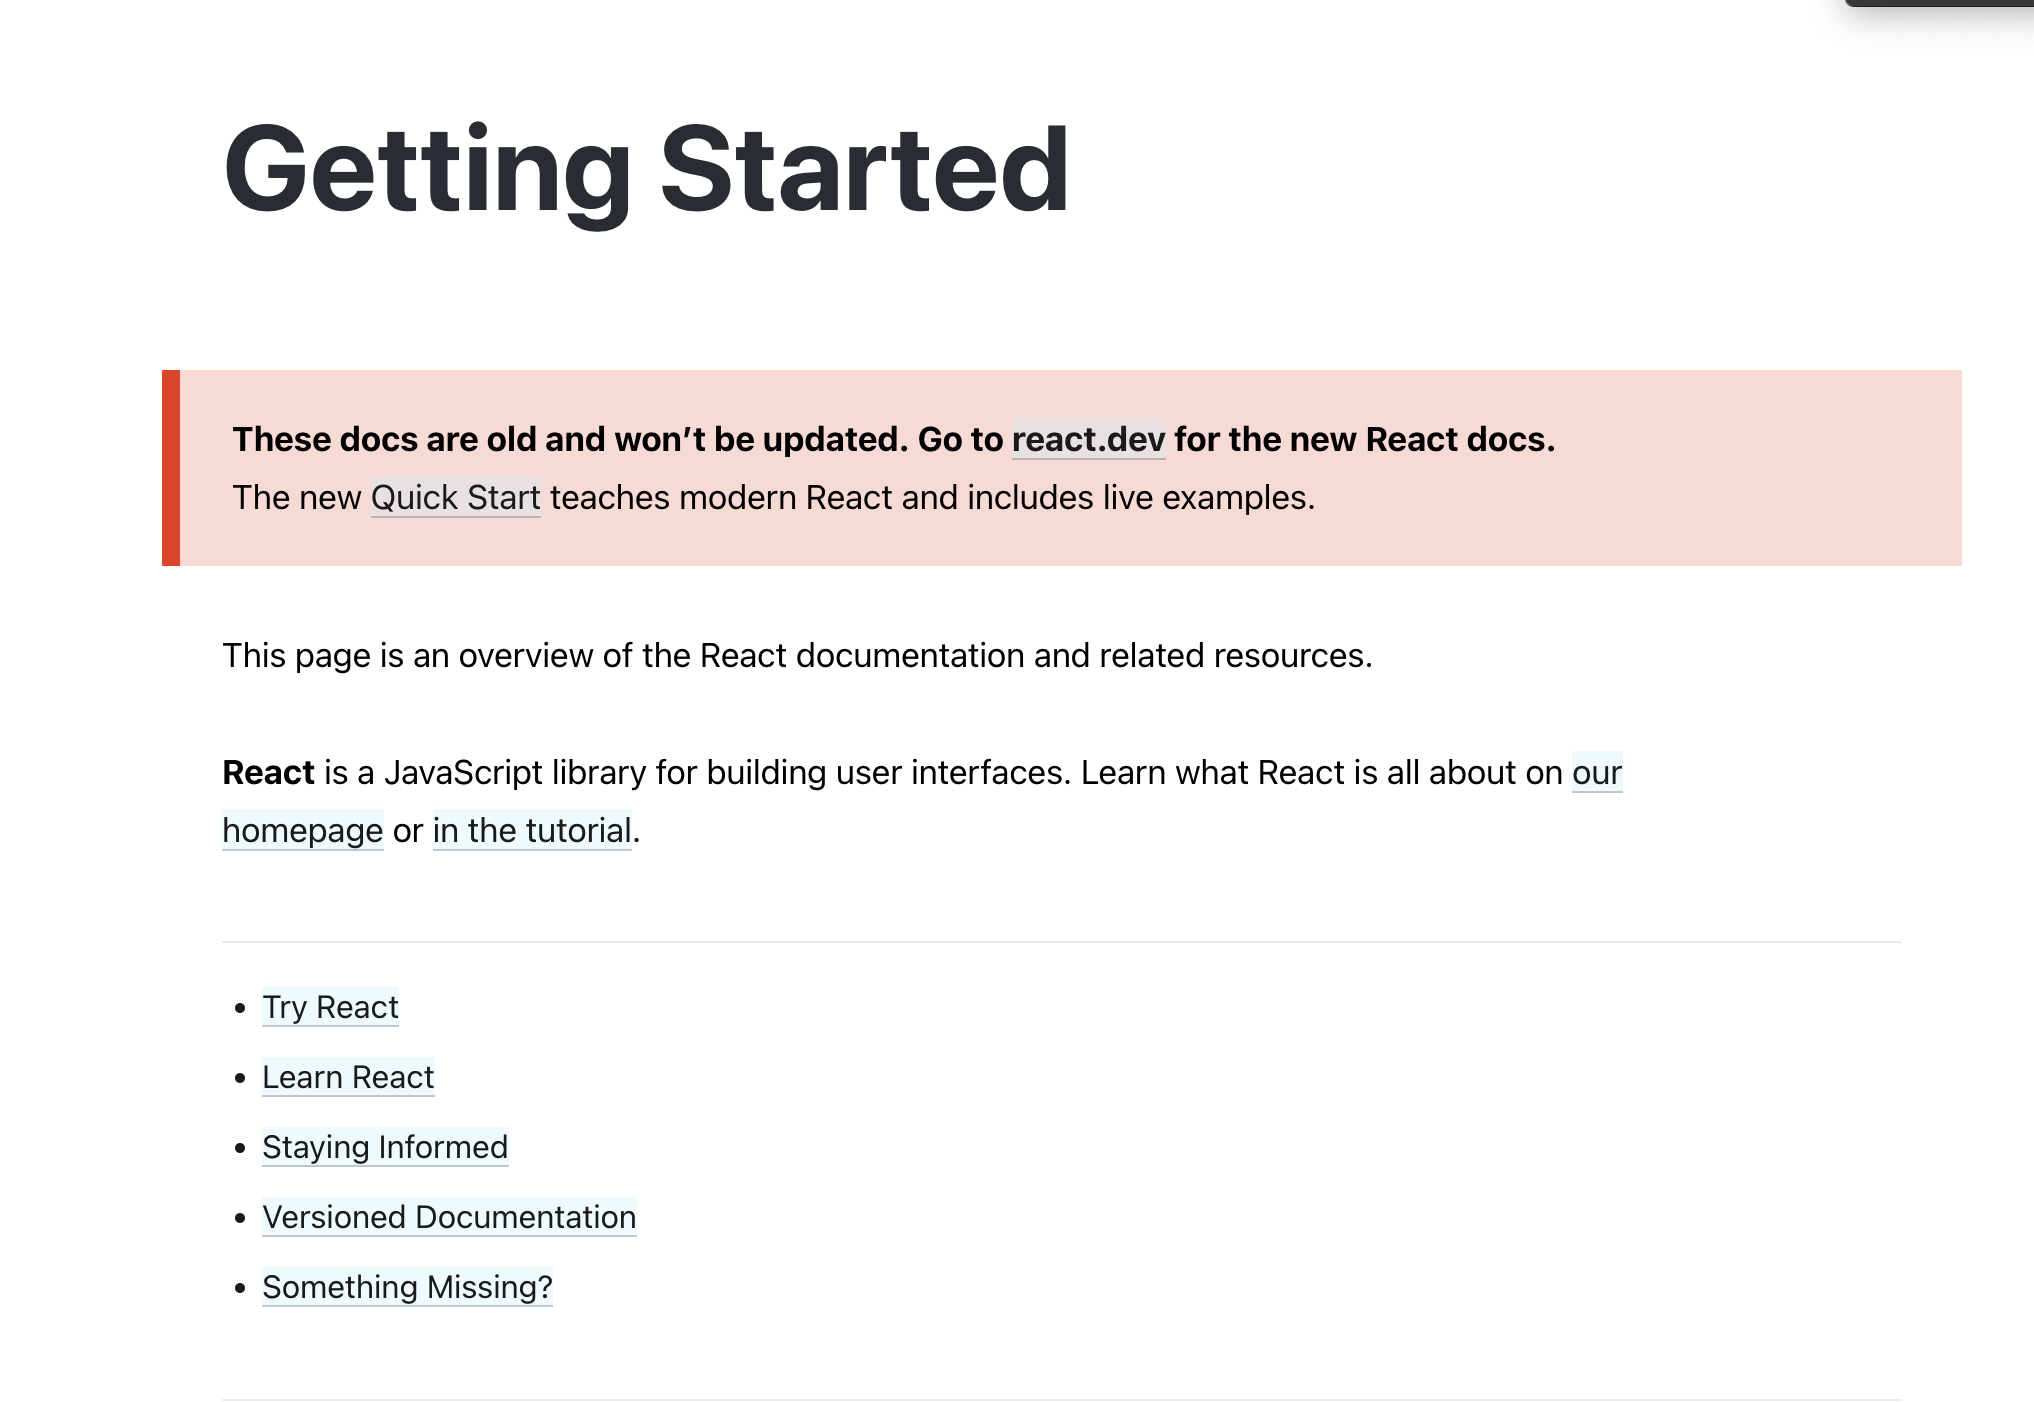 Getting Started
These docs are old and won’t be updated. Go to react.dev for the new React docs.
The new Quick Start teaches modern React and includes live examples.
This page is an overview of the React documentation and related resources.
React is a JavaScript library for building user interfaces. Learn what React is all about on our
homepage or in the tutorial.
Try React
Learn React
Staying Informed
Versioned Documentation
Something Missing?